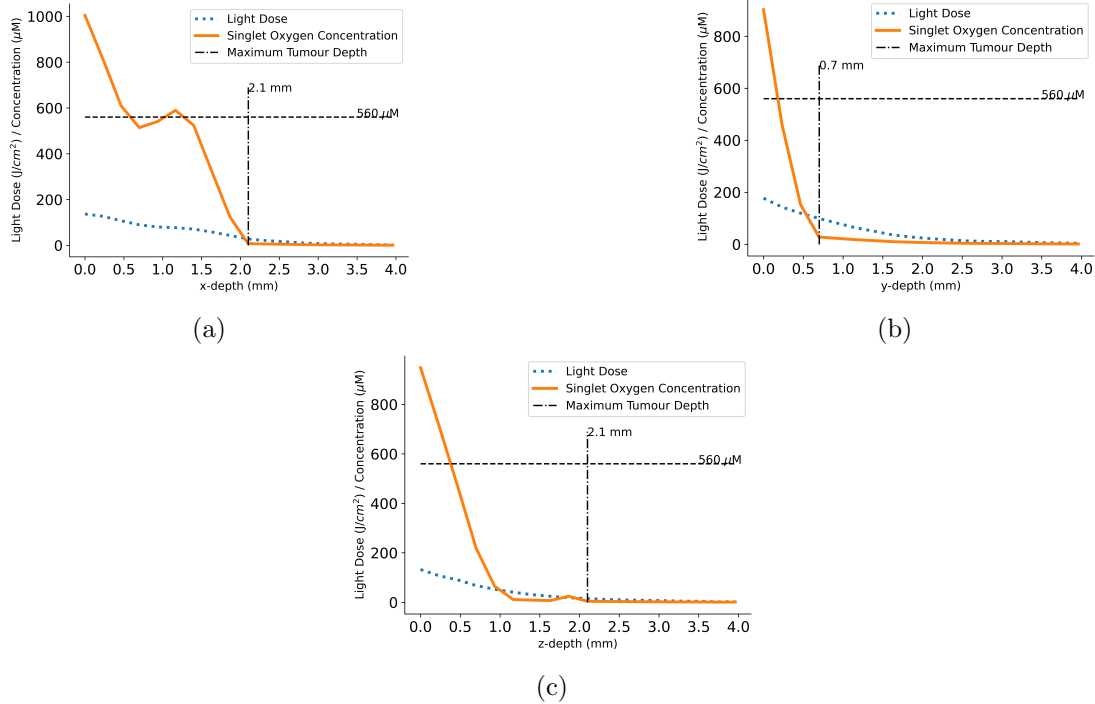 Light Dose (J/cm²) / Concentration (μM)
1000
800
600
400
200
0
Light Dose
Singlet Oxygen Concentration
Maximum Tumour Depth
2.1 mm
560 μM
0.0 0.5 1.0 1.5 2.0 2.5 3.0 3.5 4.0
x-depth (mm)
(a)
Light Dose (J/cm²) / Concentration (μM)
800
600
400
200
0
Light Dose
Singlet Oxygen Concentration
Maximum Tumour Depth
0.7 mm
560 μM
0.0 0.5 1.0 1.5 2.0 2.5 3.0 3.5 4.0
y-depth (mm)
(b)
Light Dose (J/cm²) / Concentration (μM)
800
600
400
200
0
Light Dose
Singlet Oxygen Concentration
Maximum Tumour Depth
2.1 mm
560 μM
0.0 0.5 1.0 1.5 2.0 2.5 3.0 3.5 4.0
z-depth (mm)
(c)